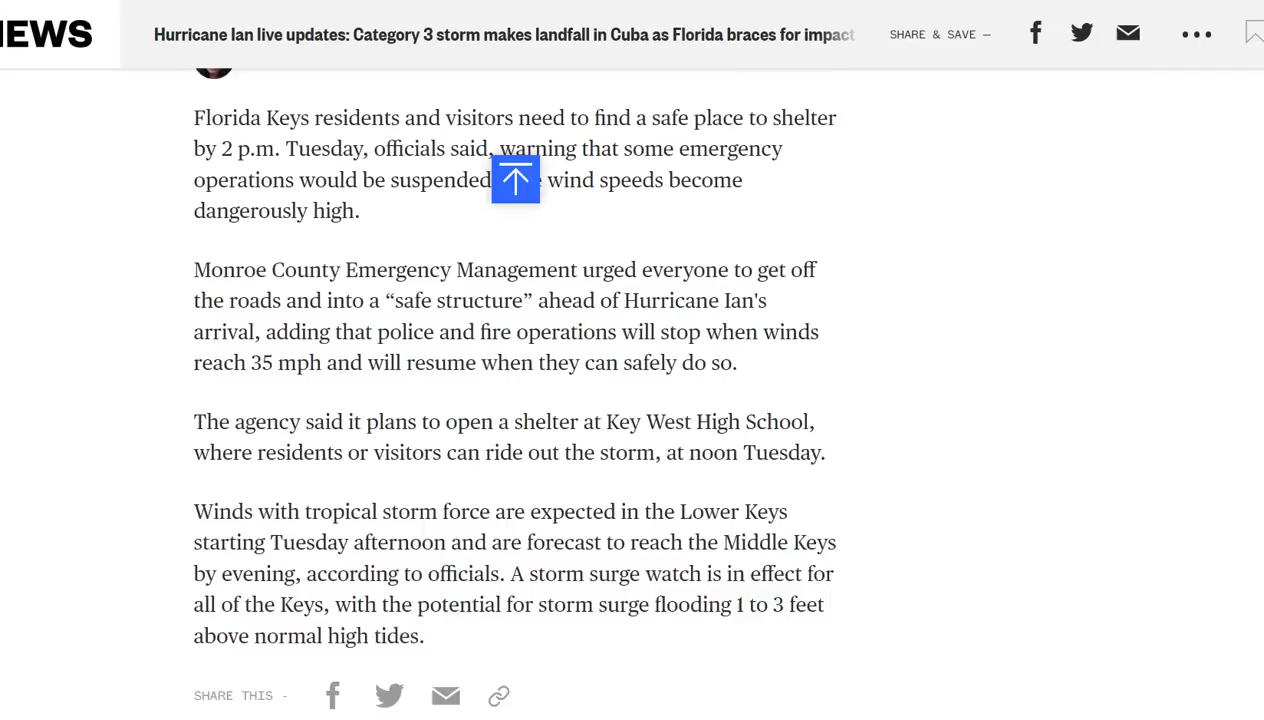 NEWS
Hurricane Ian live updates: Category 3 storm makes landfall in Cuba as Florida braces for impact
SHARE & SAVE —
Florida Keys residents and visitors need to find a safe place to shelter
by 2 p.m. Tuesday, officials said, warning that some emergency
operations would be suspended wind speeds become
dangerously high.
Monroe County Emergency Management urged everyone to get off
the roads and into a “safe structure” ahead of Hurricane Ian's
arrival, adding that police and fire operations will stop when winds
reach 35 mph and will resume when they can safely do so.
The agency said it plans to open a shelter at Key West High School,
where residents or visitors can ride out the storm, at noon Tuesday.
Winds with tropical storm force are expected in the Lower Keys
starting Tuesday afternoon and are forecast to reach the Middle Keys
by evening, according to officials. A storm surge watch is in effect for
all of the Keys, with the potential for storm surge flooding 1 to 3 feet
above normal high tides.
SHARE THIS -